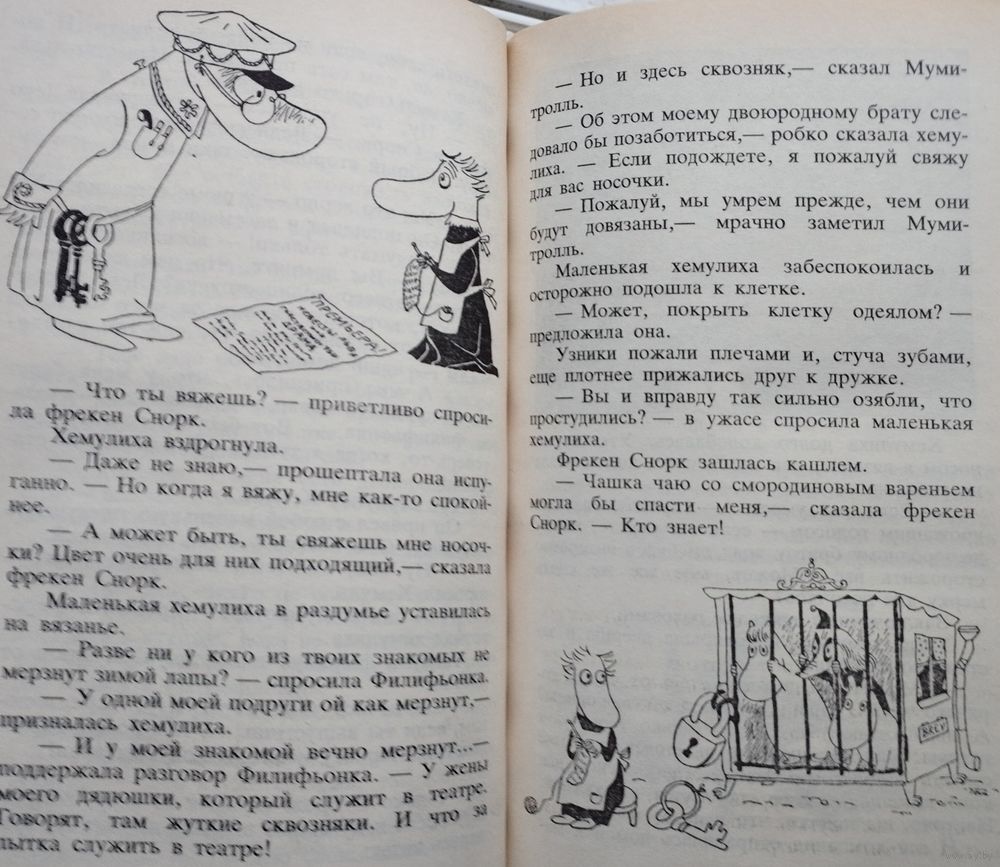 ПРЕМЬЕРА!
— Что ты вяжешь? — приветливо спроси-
ла фрекен Снорк.
Хемулиха вздрогнула.
— Даже не знаю,— прошептала она испу-
ганно. — Но когда я вяжу, мне как-то спокой-
нее.
— А может быть, ты свяжешь мне носоч-
ки? Цвет очень для них подходящий,— сказала
фрекен Снорк.
Маленькая хемулиха в раздумье уставилась
на вязанье.
— Разве ни у кого из твоих знакомых не
мерзнут зимой лапы? — спросила Филифьонка.
— У одной моей подруги ой как мерзнут,—
призналась хемулиха.
— И у моей знакомой вечно мерзнут...—
поддержала разговор Филифьонка. — У жены
моего дядюшки, который служит в театре.
Говорят, там жуткие сквозняки. И что за
пытка служить в театре!
— Но и здесь сквозняк,— сказал Муми-
тролль.
— Об этом моему двоюродному брату сле-
довало бы позаботиться,— робко сказала хему-
лиха. — Если подождете, я пожалуй свяжу
для вас носочки.
— Пожалуй, мы умрем прежде, чем они
будут довязаны,— мрачно заметил Муми-
тролль.
Маленькая хемулиха забеспокоилась и
осторожно подошла к клетке.
— Может, покрыть клетку одеялом? —
предложила она.
Узники пожали плечами и, стуча зубами,
еще плотнее прижались друг к дружке.
— Вы и вправду так сильно озябли, что
простудились? — в ужасе спросила маленькая
хемулиха.
Фрекен Снорк зашлась кашлем.
— Чашка чаю со смородиновым вареньем
могла бы спасти меня,— сказала фрекен
Снорк. — Кто знает!